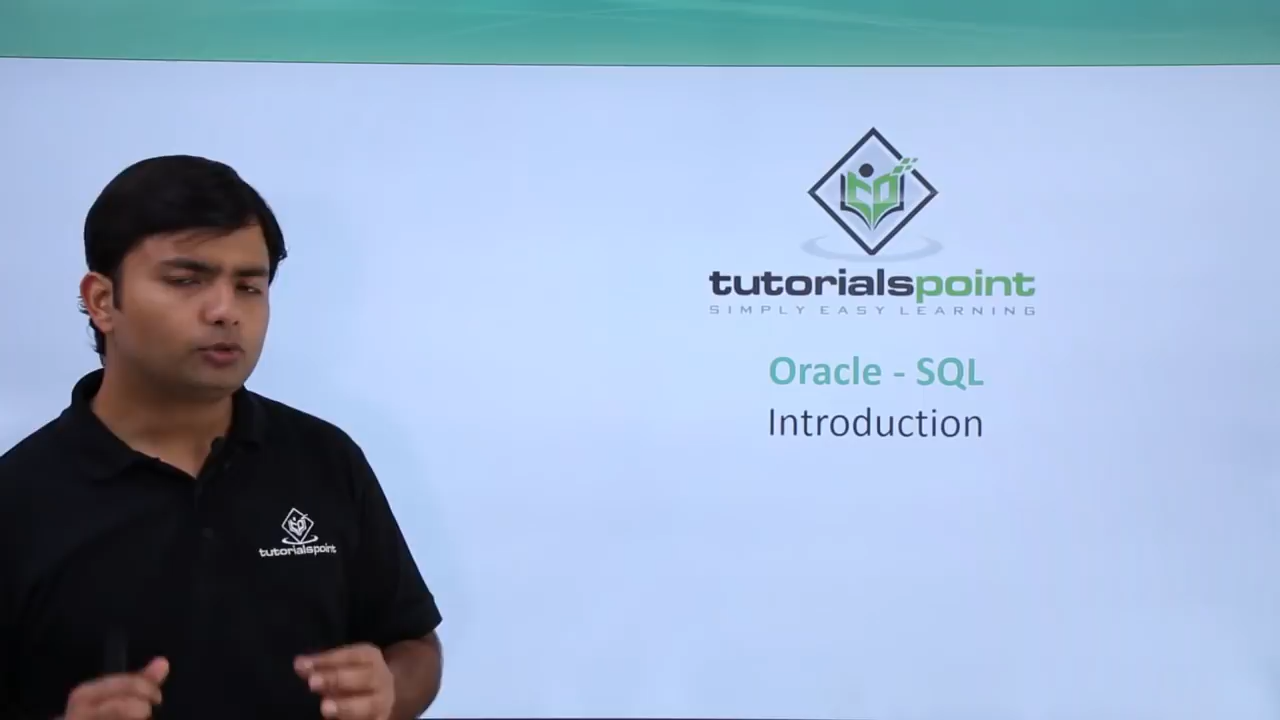 tutorialspoint
SIMPLY EASY LEARNING
Oracle - SQL
Introduction
tutorialspoint